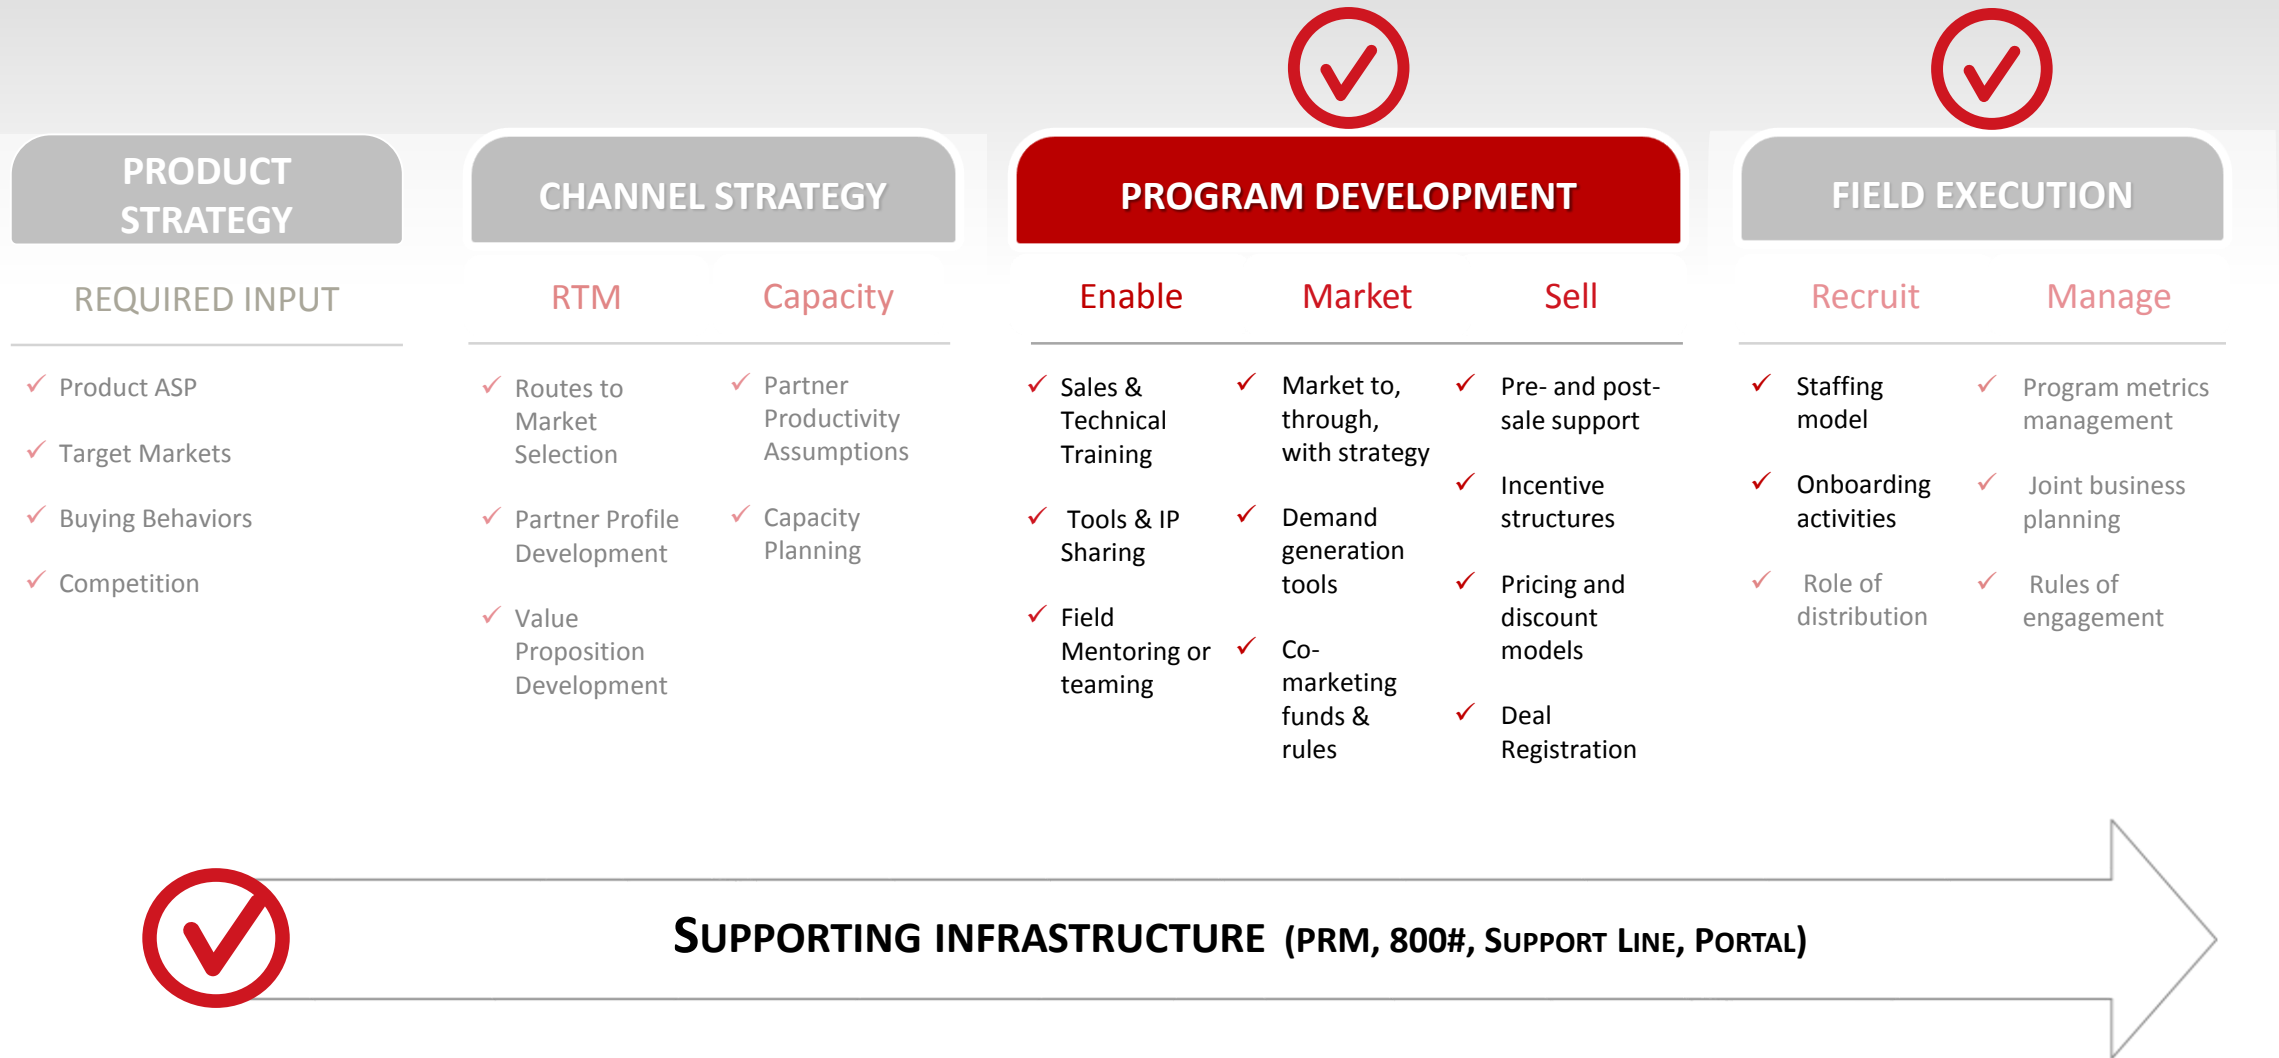 PRODUCT
STRATEGY
REQUIRED INPUT
Product ASP
Target Markets
Buying Behaviors
Competition
CHANNEL STRATEGY
RTM
Routes to
Market
Selection
Partner Profile
Development
Value
Proposition
Development
Capacity
Partner
Productivity
Assumptions
Capacity
Planning
PROGRAM DEVELOPMENT
Enable
Sales &
Technical
Training
Tools & IP
Sharing
Field
Mentoring or
teaming
Market
Market to,
through,
with strategy
Demand
generation
tools
Co-
marketing
funds &
rules
Sell
Pre- and post-
sale support
Incentive
structures
Pricing and
discount
models
Deal
Registration
FIELD EXECUTION
Recruit
Staffing
model
Onboarding
activities
Role of
distribution
Manage
Program metrics
management
Joint business
planning
Rules of
engagement
SUPPORTING INFRASTRUCTURE (PRM, 800#, SUPPORT LINE, PORTAL)